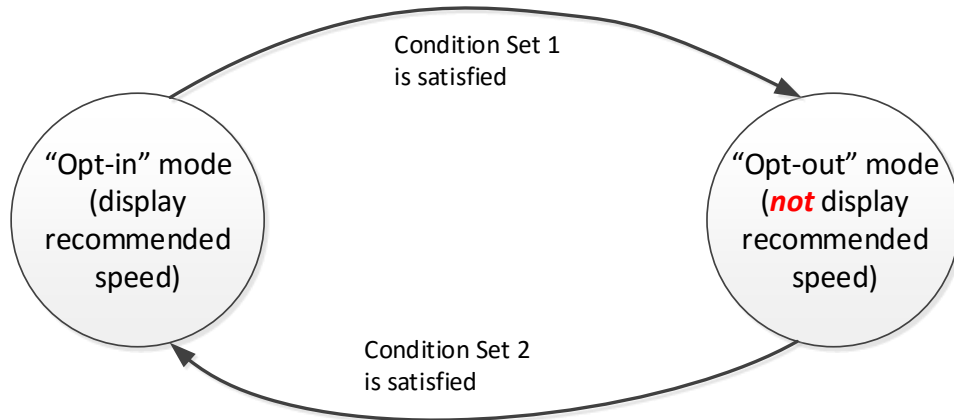 Condition Set 1
is satisfied
“Opt-in” mode
(display
recommended
speed)
“Opt-out” mode
(not display
recommended
speed)
Condition Set 2
is satisfied